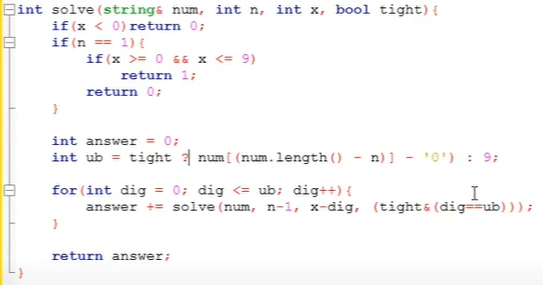 int solve(string& num, int n, int x, bool tight){
if(x < 0)return 0;
if(n == 1){
if(x >= 0 && x <= 9)
return 1;
return 0;
}
int answer = 0;
int ub = tight ? num[(num.length() - n)] - '0') : 9;
for(int dig = 0; dig <= ub; dig++){
answer += solve(num, n-1, x-dig, (tight&(dig==ub)));
}
return answer;
}